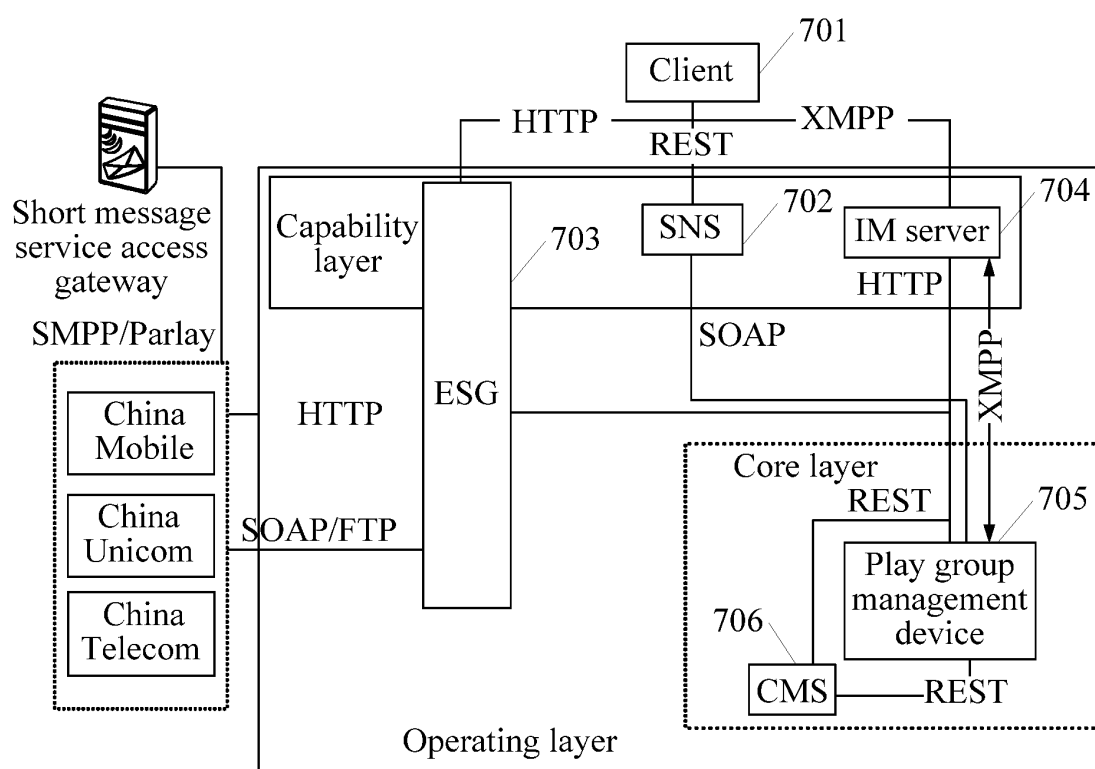 701
Client
HTTP
XMPP
REST
Short message
service access
gateway
SMPP/Parlay
Capability
layer
703
SNS
702
704
IM server
HTTP
SOAP
XMPP
ESG
China
Mobile
HTTP
China
Unicom
SOAP/FTP
China
Telecom
Core layer
REST
705
Play group
management
device
706
CMS
REST
Operating layer